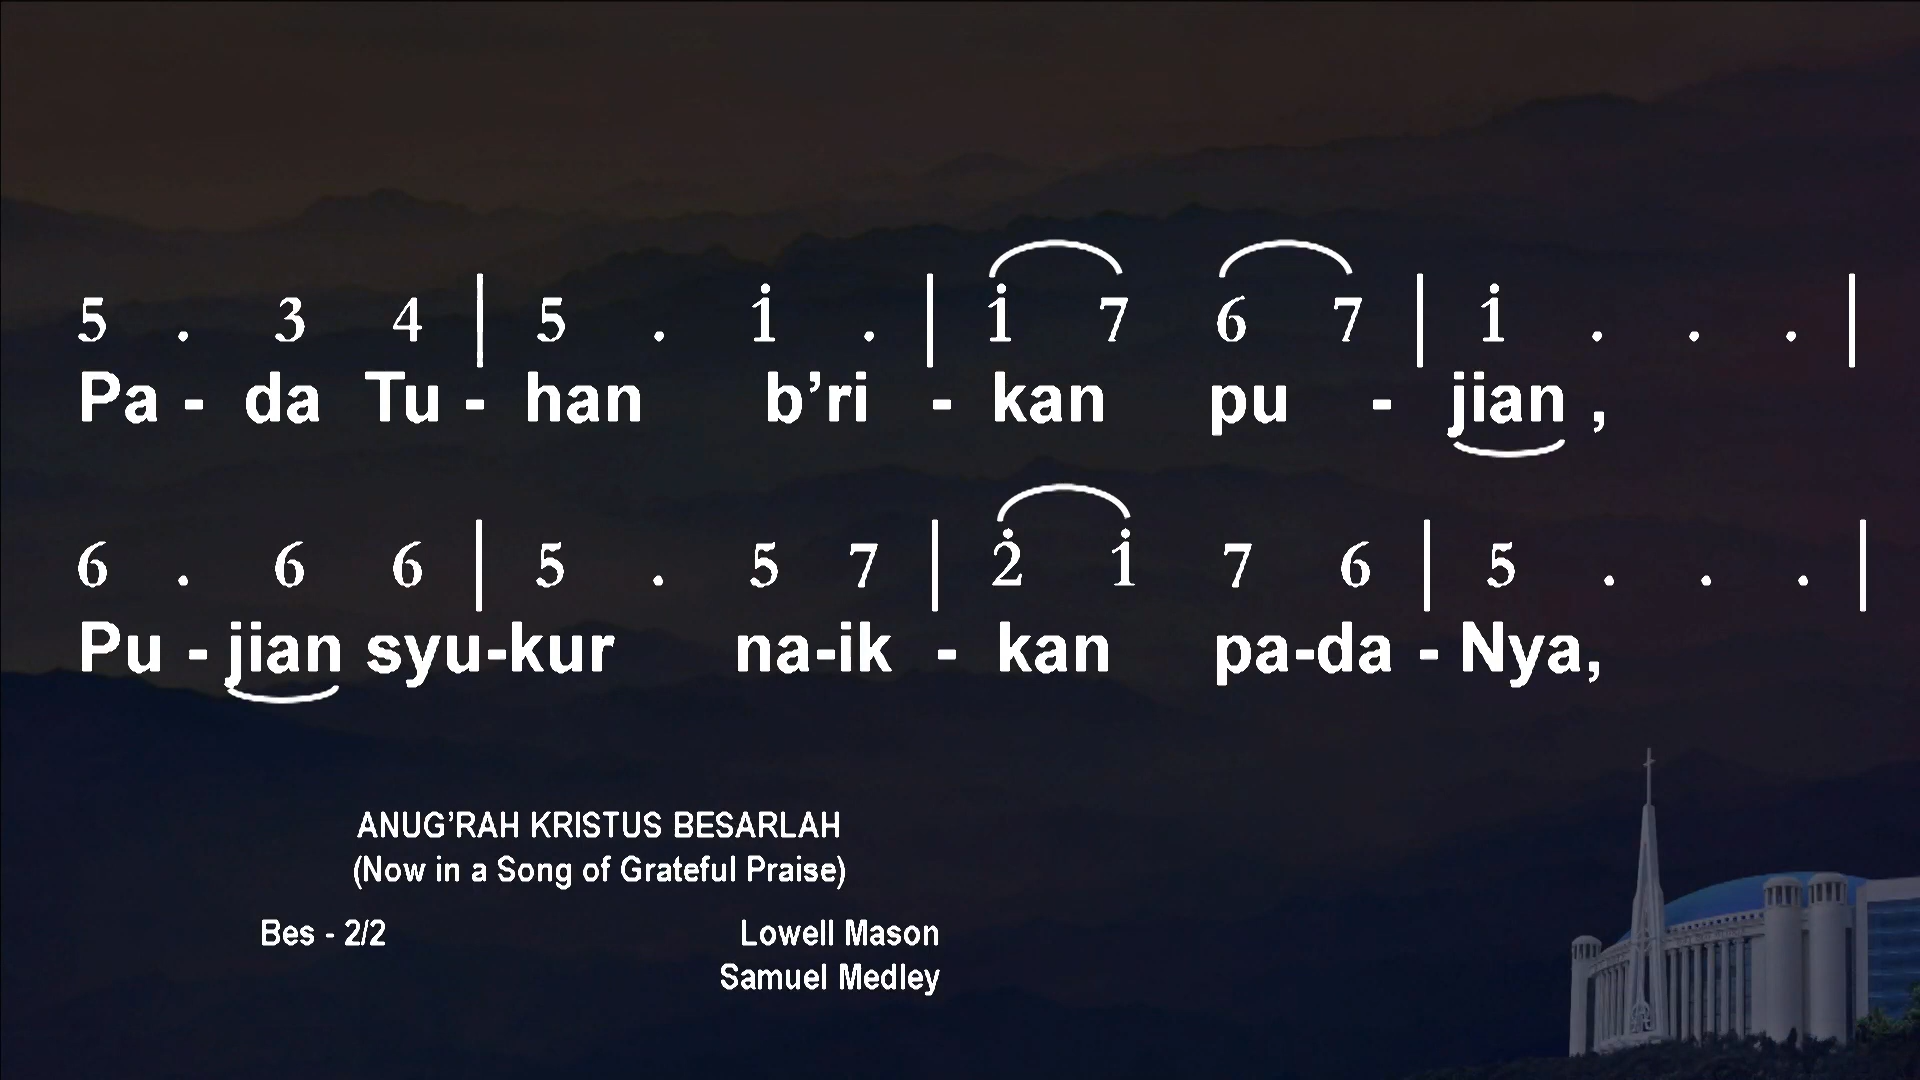 5 . 3 4 | 5 . i̇ . | i̇ 7 6 7 | i̇ . . . |
Pa - da Tu - han b’ri - kan pu - jian ,
6 . 6 6 | 5 . 5 7 | 2̇ i̇ 7 6 | 5 . . . |
Pu - jian syu-kur na-ik - kan pa-da - Nya,
ANUG’RAH KRISTUS BESARLAH
(Now in a Song of Grateful Praise)
Bes - 2/2 Lowell Mason
Samuel Medley